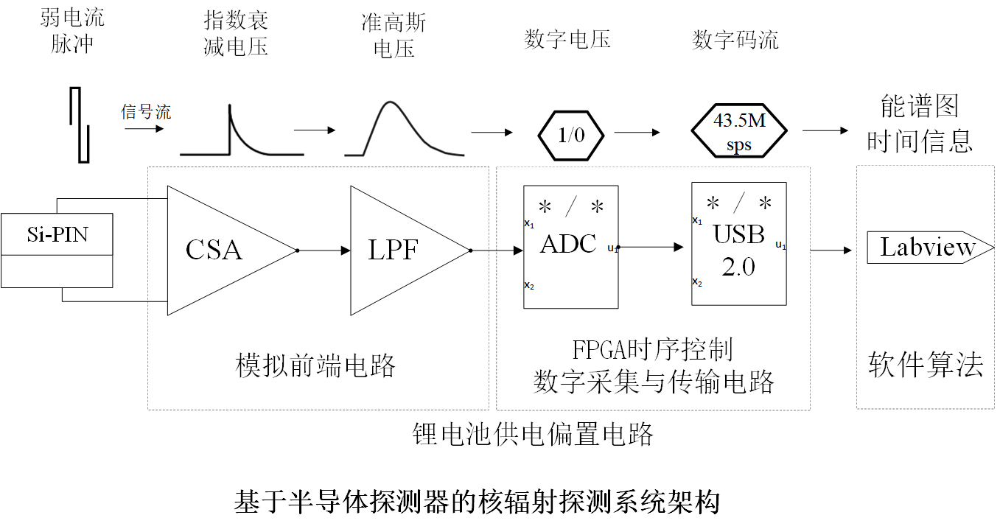 弱电流
脉冲
指数衰
减电压
准高斯
电压
数字电压
数字码流
信号流
1/0
43.5M
sps
能谱图
时间信息
Si-PIN
CSA
LPF
* / *
x1
ADC
u1
x2
* / *
x1
USB
u1
2.0
x2
Labview
模拟前端电路
FPGA时序控制
数字采集与传输电路
软件算法
锂电池供电偏置电路
基于半导体探测器的核辐射探测系统架构